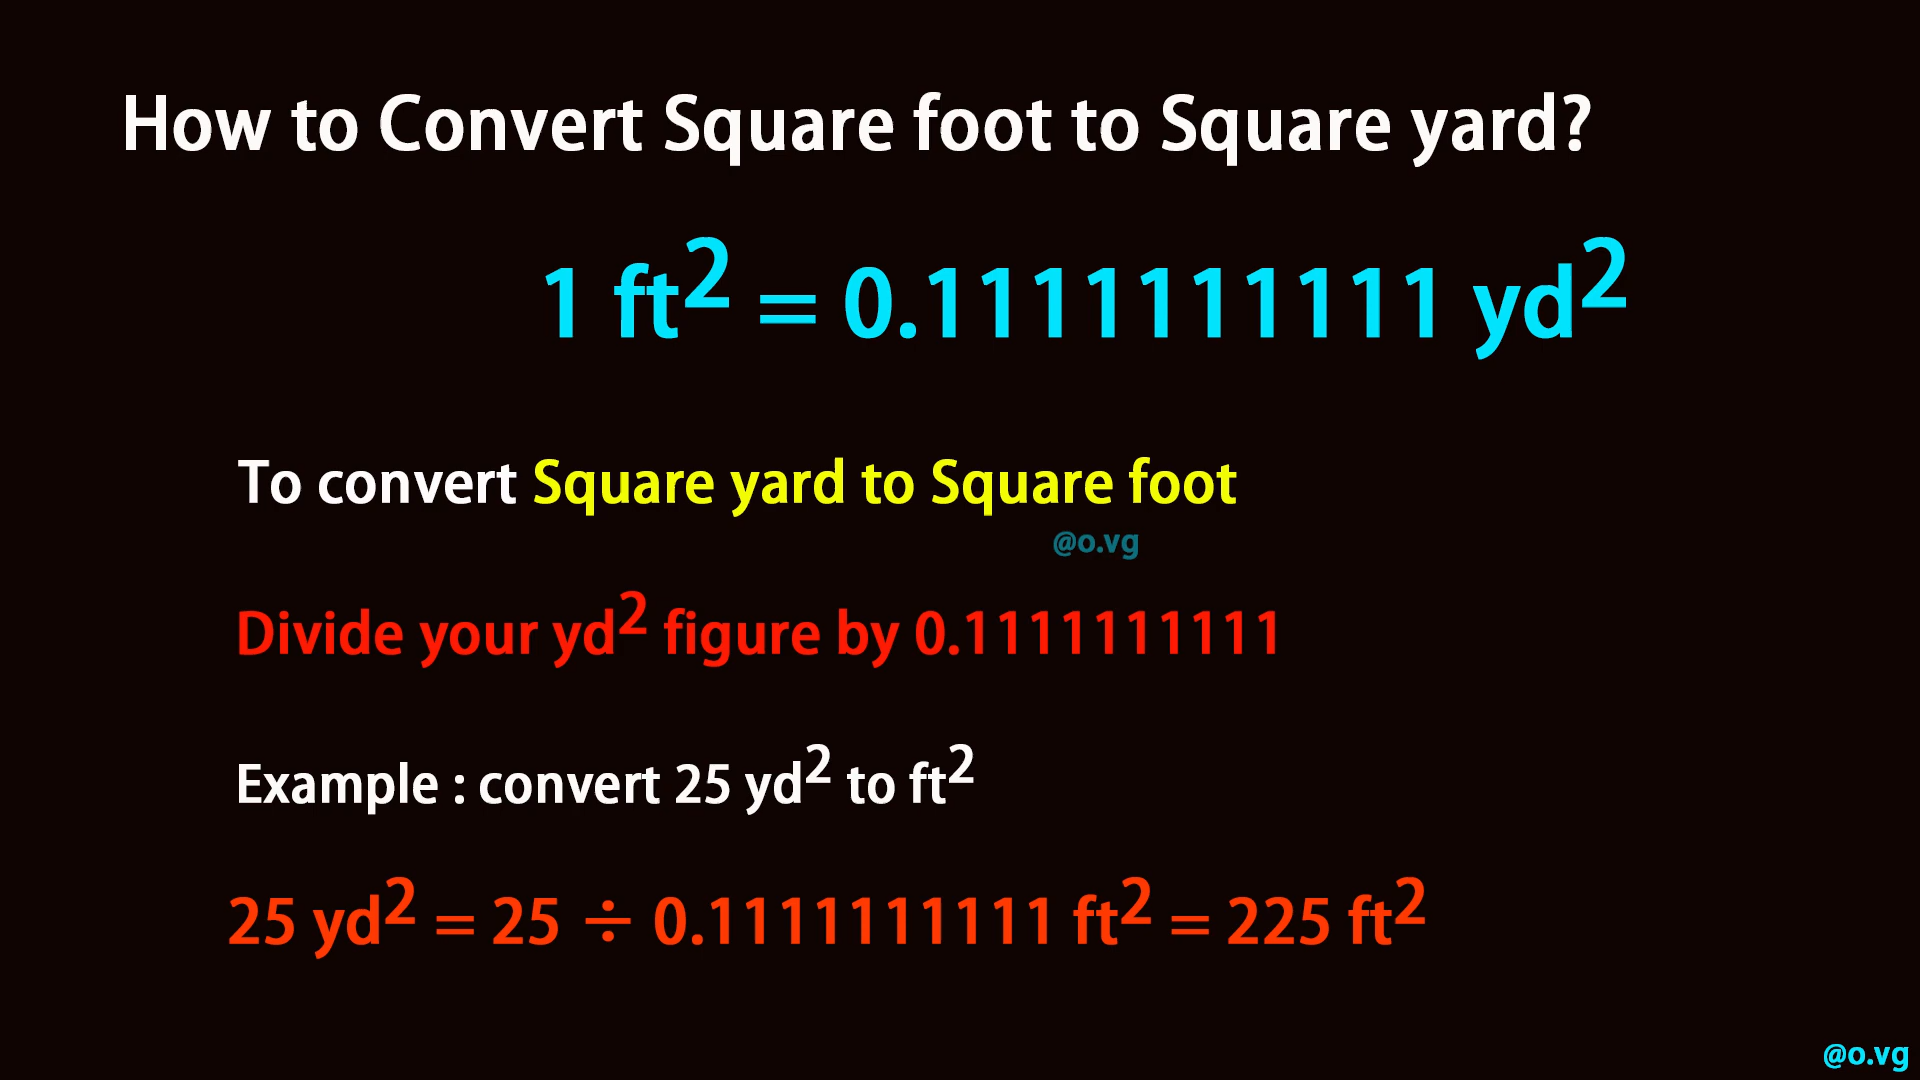 How to Convert Square foot to Square yard?
1 ft² = 0.1111111111 yd²
To convert Square yard to Square foot
@o.vg
Divide your yd² figure by 0.1111111111
Example : convert 25 yd² to ft²
25 yd² = 25 ÷ 0.1111111111 ft² = 225 ft²
@o.vg